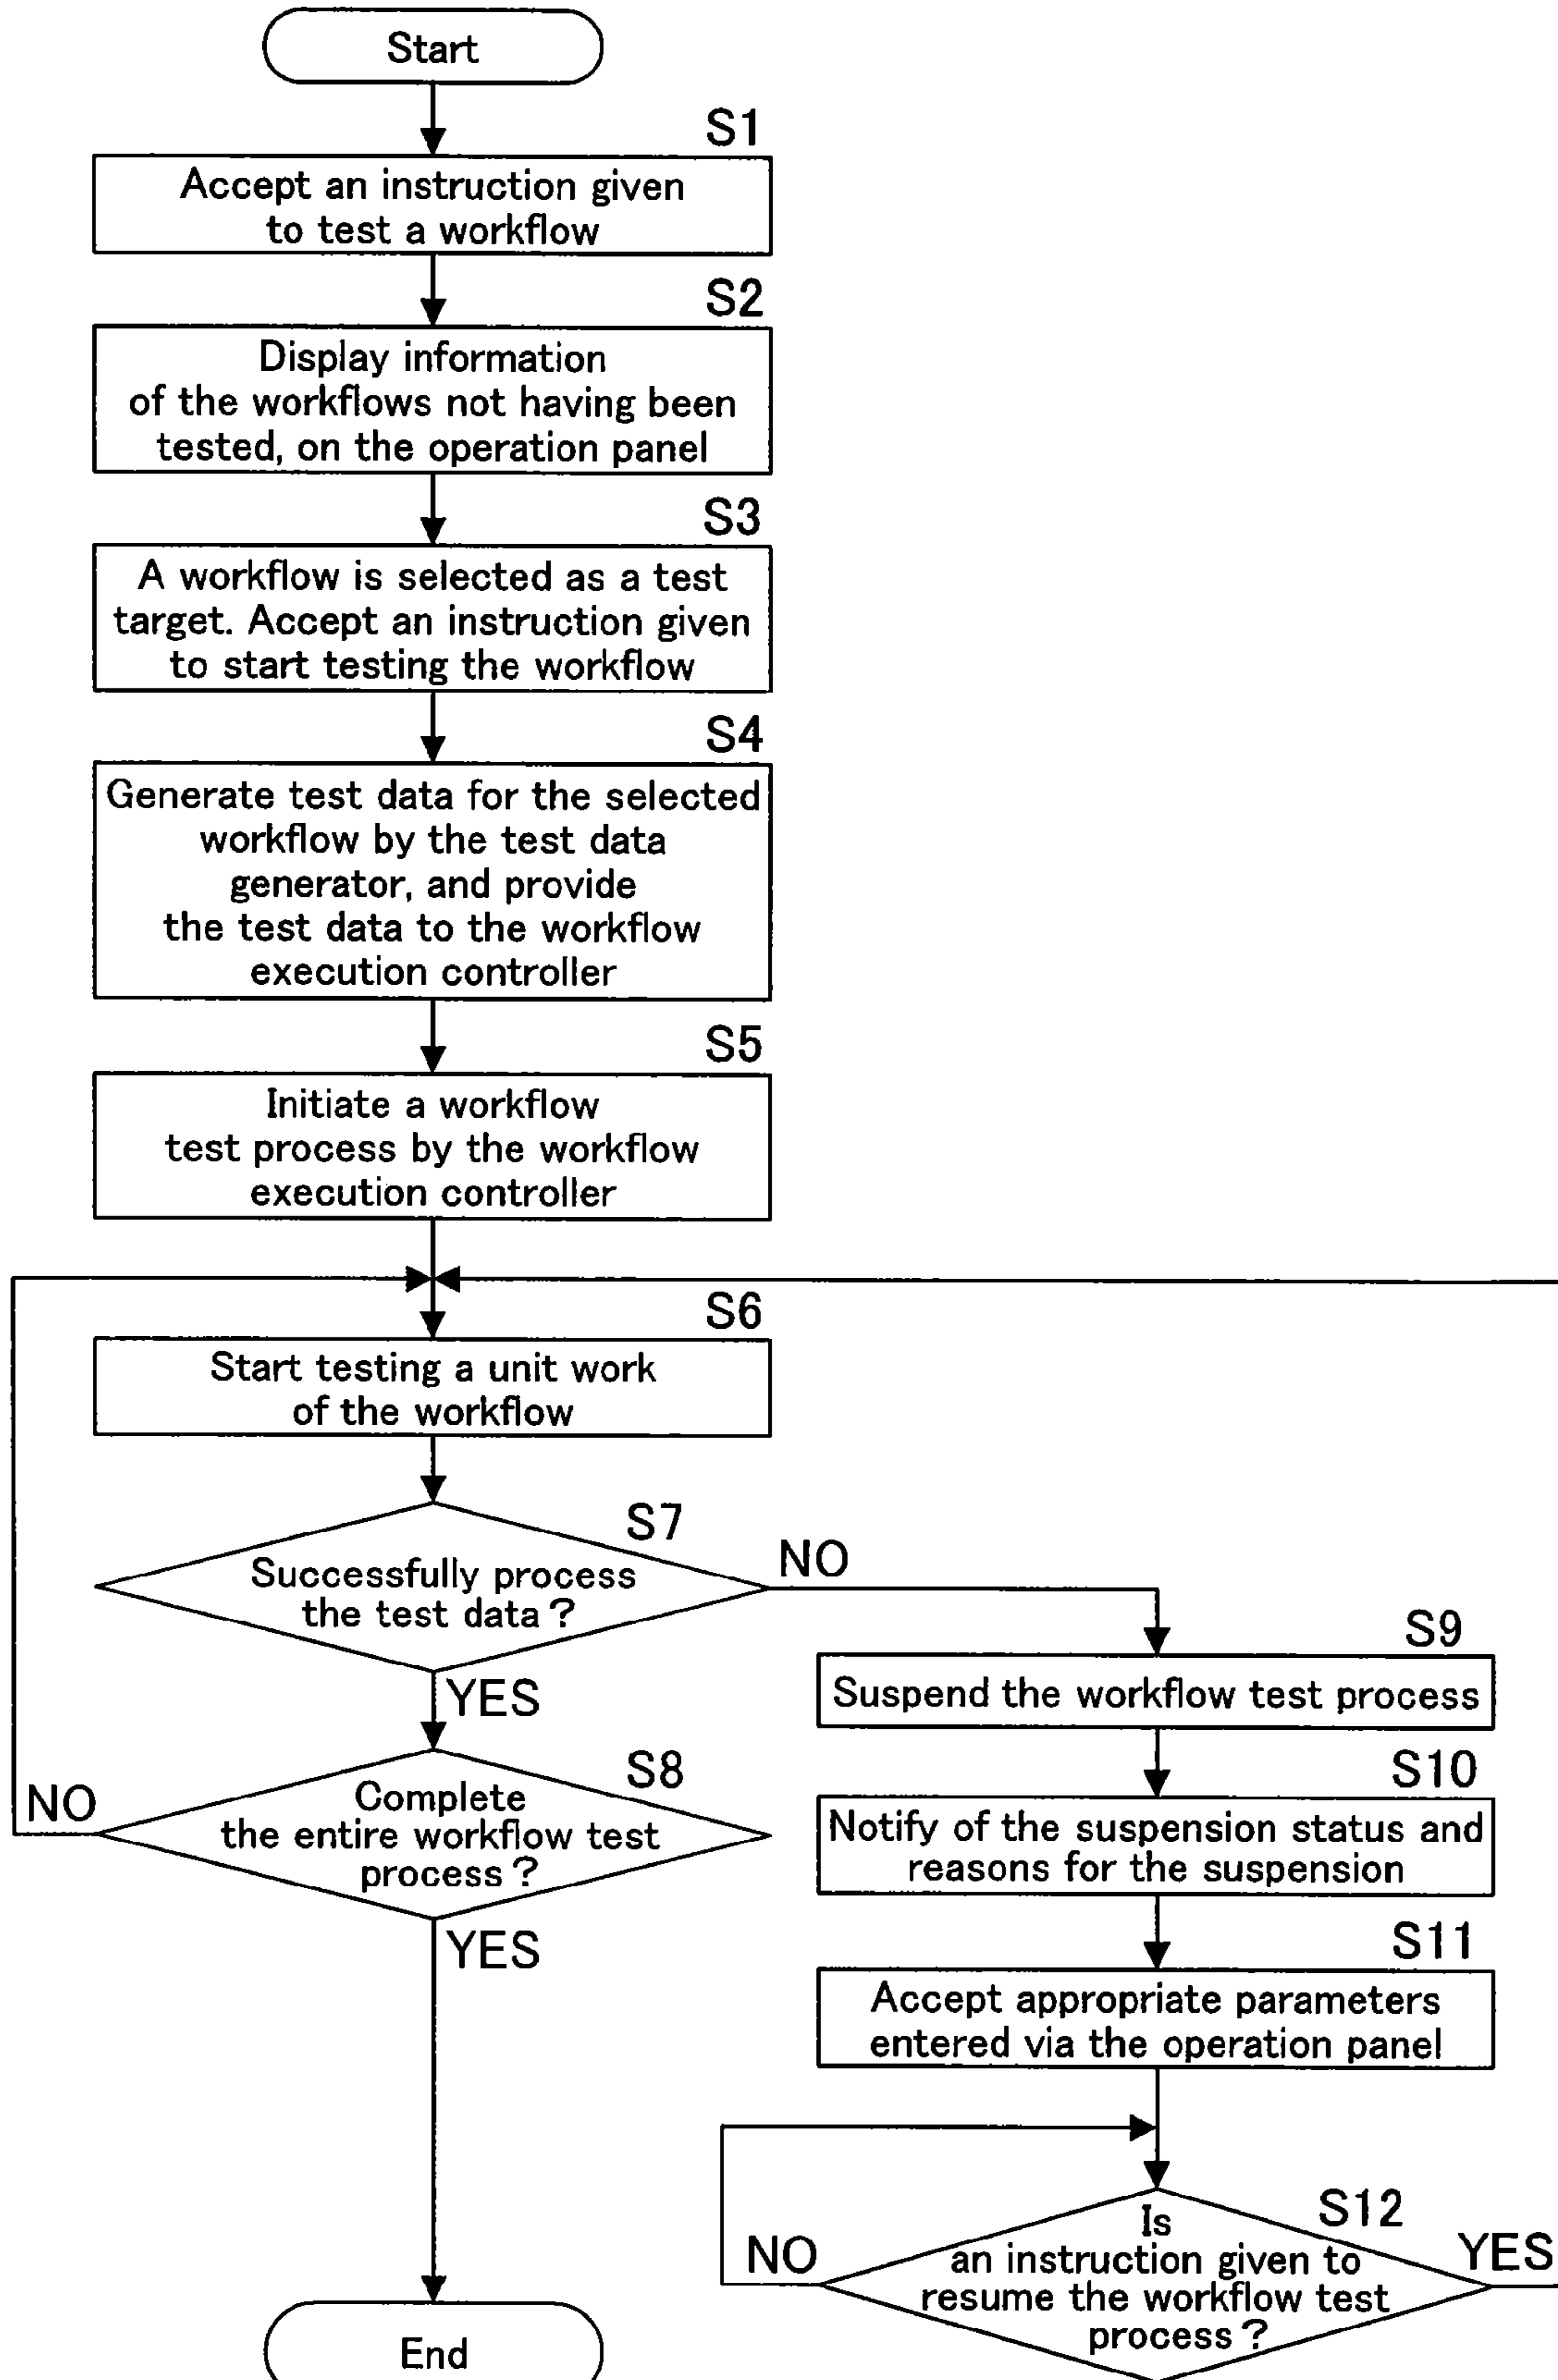 Start
S1
Accept an instruction given
to test a workflow
S2
Display information
of the workflows not having been
tested, on the operation panel
S3
A workflow is selected as a test
target. Accept an instruction given
to start testing the workflow
S4
Generate test data for the selected
workflow by the test data
generator, and provide
the test data to the workflow
execution controller
S5
Initiate a workflow
test process by the workflow
execution controller
S6
Start testing a unit work
of the workflow
S7
Successfully process
the test data?
NO
YES
S8
Complete
the entire workflow test
process?
NO
YES
S9
Suspend the workflow test process
S10
Notify of the suspension status and
reasons for the suspension
S11
Accept appropriate parameters
entered via the operation panel
S12
Is
an instruction given to
resume the workflow test
process?
NO
YES
End